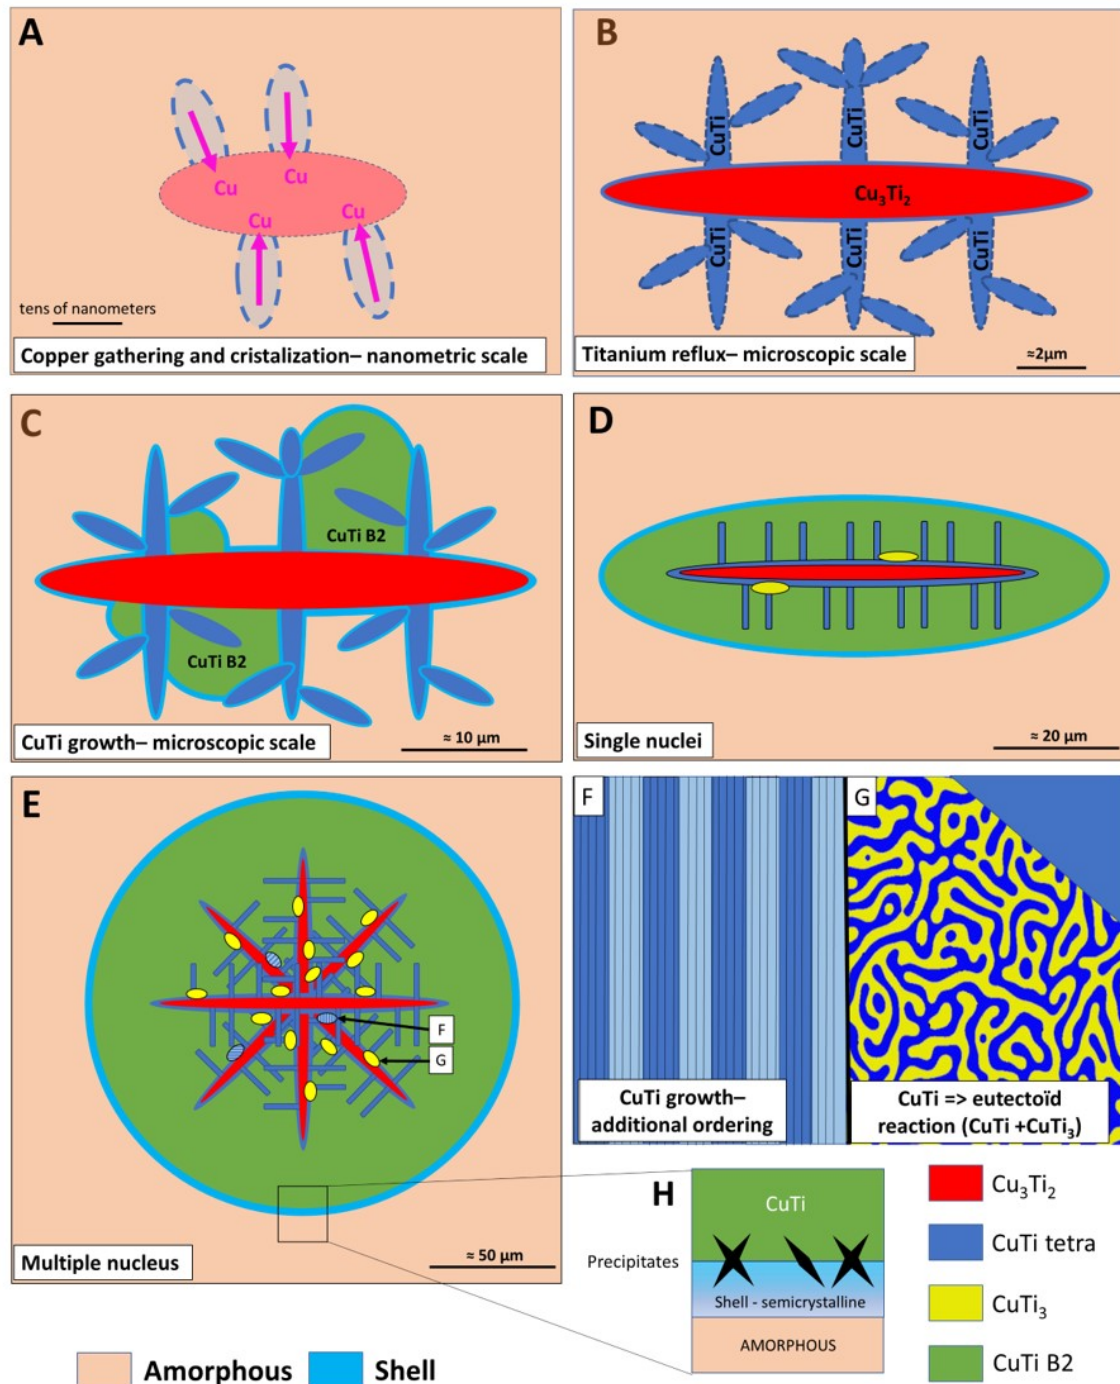 A
Cu
Cu
Cu
Cu
tens of nanometers
Copper gathering and cristalization– nanometric scale
B
CuTi
CuTi
CuTi
Cu₃Ti₂
CuTi
CuTi
CuTi
Titanium reflux– microscopic scale
≈2µm
C
CuTi B2
CuTi B2
CuTi growth– microscopic scale
≈ 10 µm
D
Single nuclei
≈ 20 µm
E
F
G
Multiple nucleus
≈ 50 µm
F
CuTi growth–
additional ordering
G
CuTi => eutectoïd
reaction (CuTi +CuTi₃)
H
CuTi
Precipitates
Shell - semicrystalline
AMORPHOUS
Cu₃Ti₂
CuTi tetra
CuTi₃
CuTi B2
Amorphous
Shell